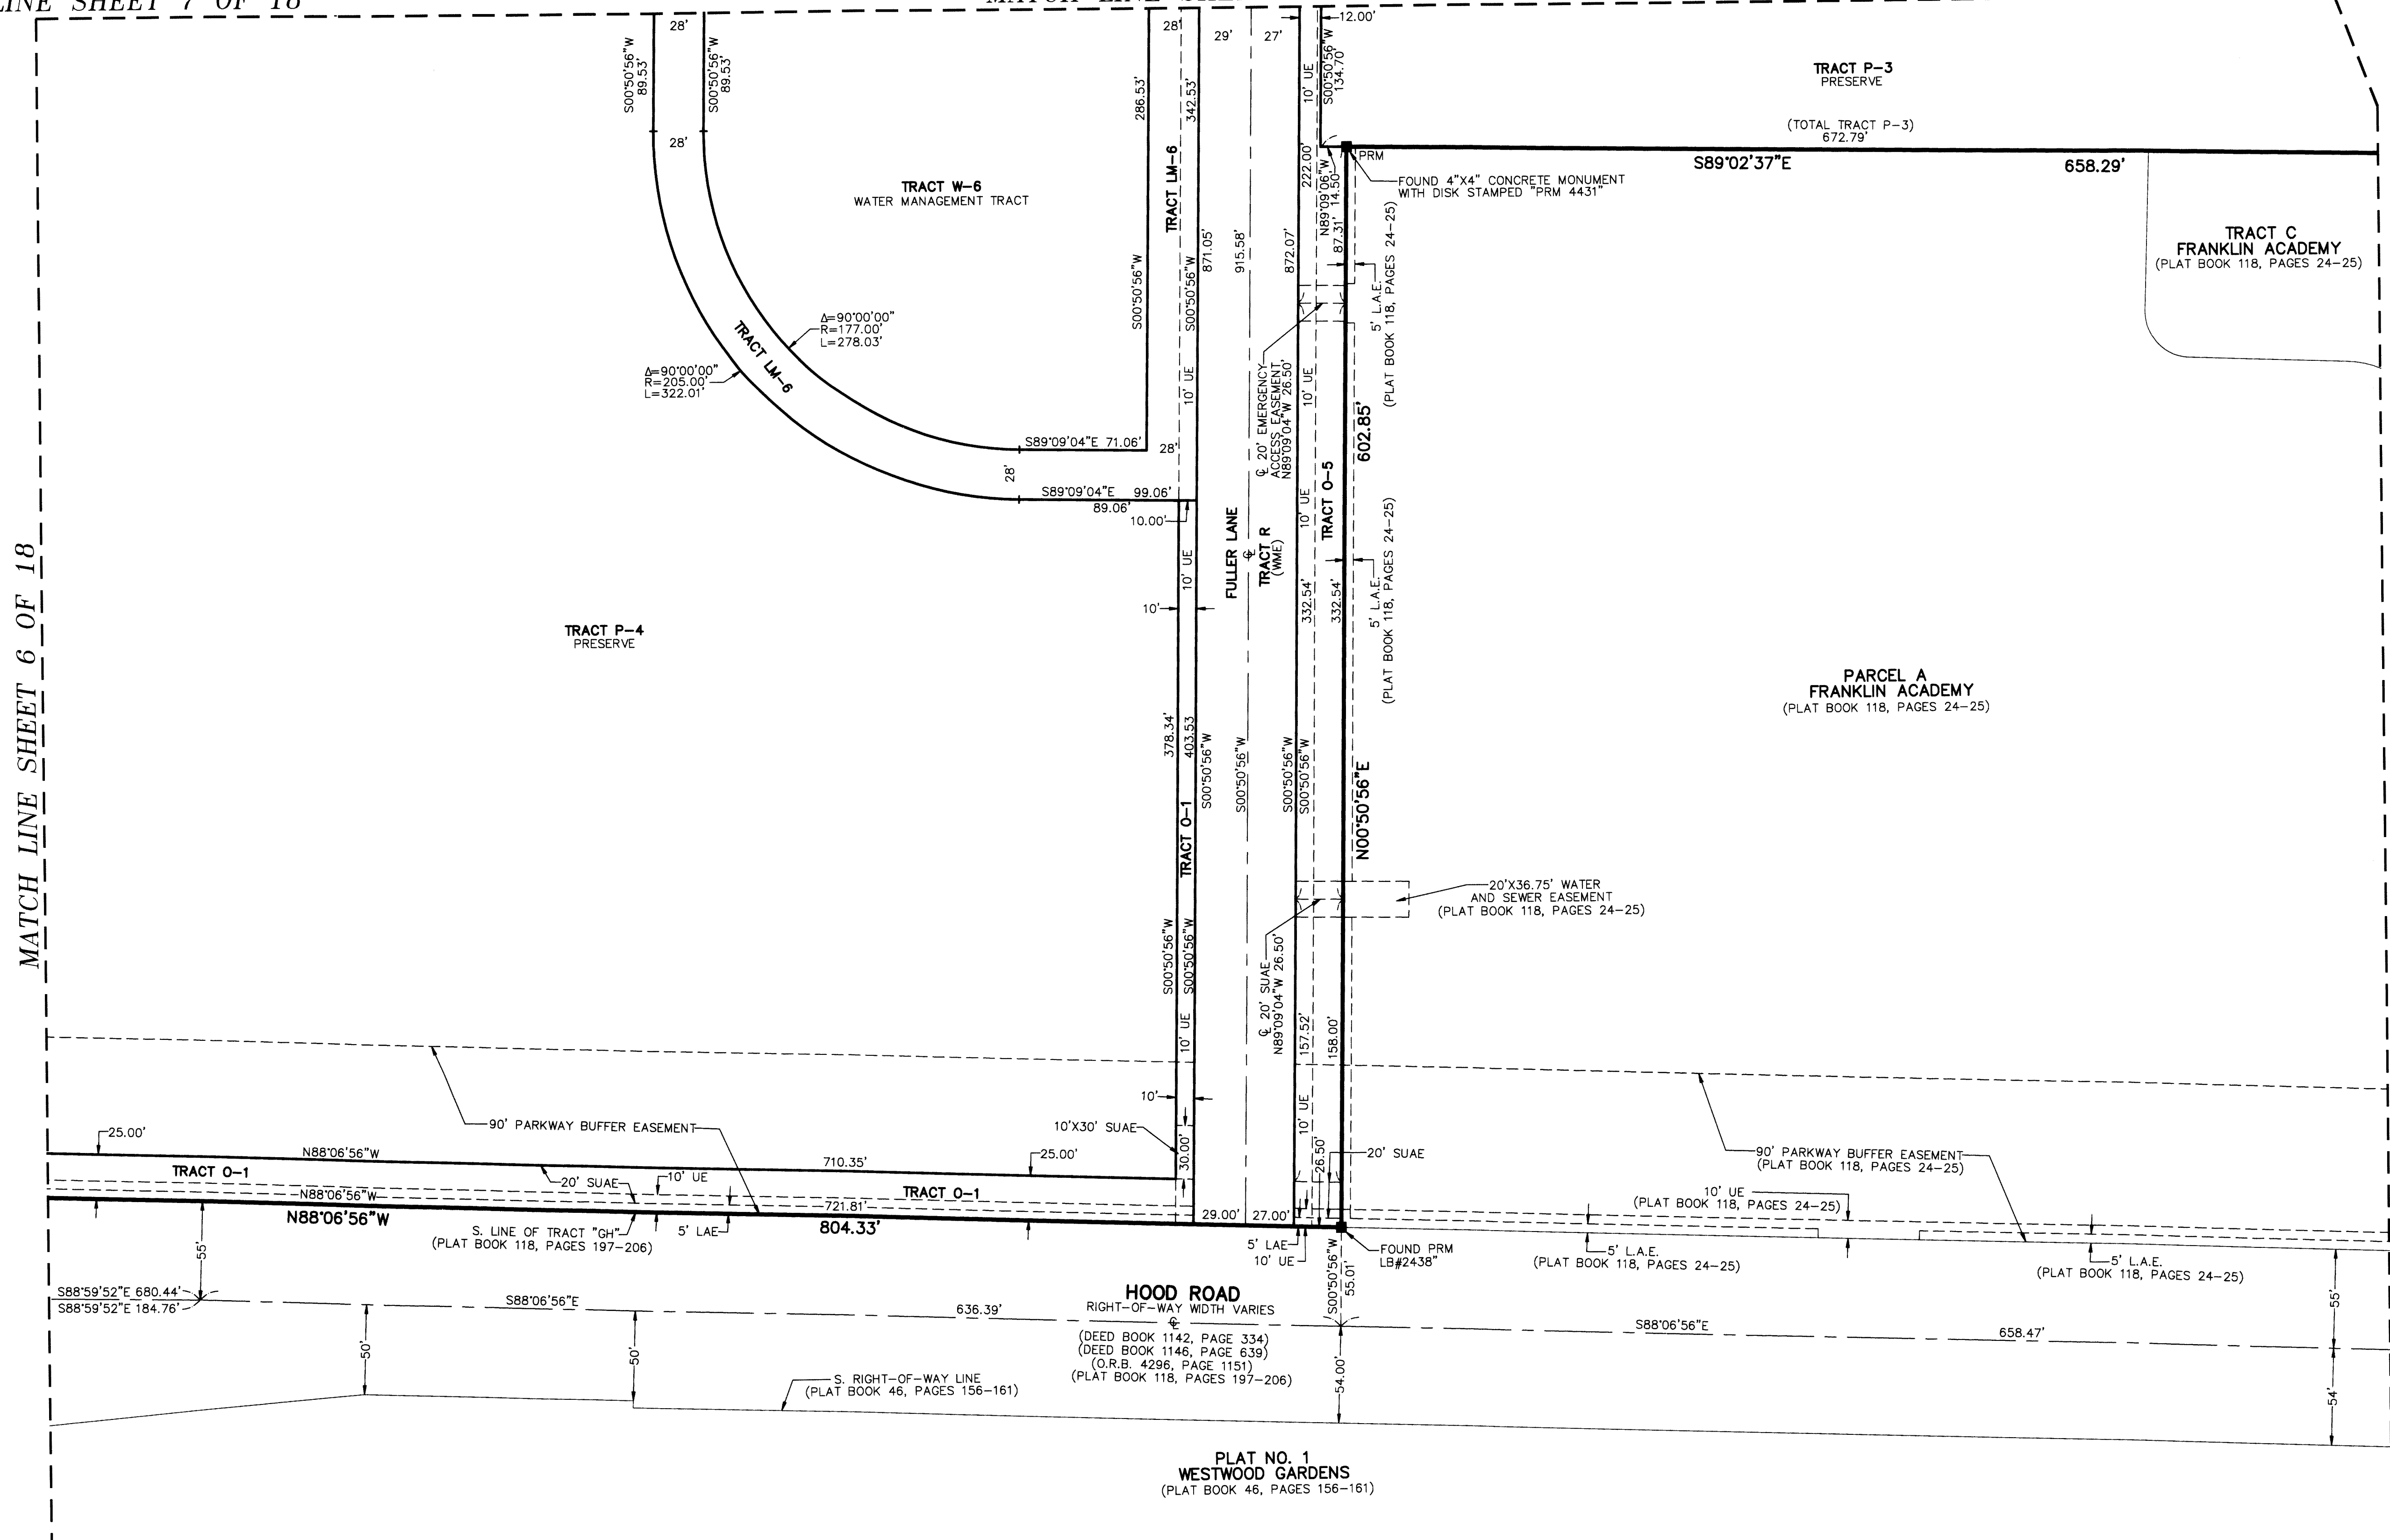 LINE SHEET 7 OF 18
12.00'
28'
28'
S00°50'56"W
89.53'
S00°50'56"W
89.53'
28'
28'
29'
27'
10' UE
S00°50'56"W
134.70'
286.53'
342.53'
TRACT LM-6
TRACT P-3
PRESERVE
(TOTAL TRACT P-3)
672.79'
S89°02'37"E
658.29'
PRM
FOUND 4"X4" CONCRETE MONUMENT
WITH DISK STAMPED "PRM 4431"
222.00'
N89°09'06"W
14.50'
87.31'
TRACT W-6
WATER MANAGEMENT TRACT
TRACT C
FRANKLIN ACADEMY
(PLAT BOOK 118, PAGES 24-25)
S00°50'56"W
S00°50'56"W
871.05'
915.58'
872.07'
5' L.A.E.
(PLAT BOOK 118, PAGES 24-25)
Δ=90°00'00"
R=177.00'
L=278.03'
TRACT LM-6
Δ=90°00'00"
R=205.00'
L=322.01'
10' UE
℄ 20' EMERGENCY
ACCESS EASEMENT
N89°09'04"W 26.50'
10' UE
602.85'
S89°09'04"E 71.06'
28'
28'
S89°09'04"E 99.06'
89.06'
10.00'
10' UE
TRACT O-5
FULLER LANE
℄
TRACT R
(WME)
10' UE
10'
332.54'
332.54'
5' L.A.E.
(PLAT BOOK 118, PAGES 24-25)
MATCH LINE SHEET 6 OF 18
TRACT P-4
PRESERVE
PARCEL A
FRANKLIN ACADEMY
(PLAT BOOK 118, PAGES 24-25)
378.34'
403.53
S00°50'56"W
S00°50'56"W
S00°50'56"W
S00°50'56"W
N00°50'56"E
TRACT O-1
20'X36.75' WATER
AND SEWER EASEMENT
(PLAT BOOK 118, PAGES 24-25)
S00°50'56"W
S00°50'56"W
℄ 20' SUAE
N89°09'04"W 26.50'
10' UE
157.52'
158.00'
10'
10' UE
90' PARKWAY BUFFER EASEMENT
10'X30' SUAE
30.00'
26.50'
20' SUAE
90' PARKWAY BUFFER EASEMENT
(PLAT BOOK 118, PAGES 24-25)
25.00'
N88°06'56"W
710.35'
25.00'
TRACT O-1
20' SUAE
10' UE
TRACT O-1
10' UE
(PLAT BOOK 118, PAGES 24-25)
N88°06'56"W
721.81'
N88°06'56"W
804.33'
29.00'
27.00'
S. LINE OF TRACT "GH"
(PLAT BOOK 118, PAGES 197-206)
5' LAE
5' LAE
10' UE
FOUND PRM
LB#2438"
5' L.A.E.
(PLAT BOOK 118, PAGES 24-25)
5' L.A.E.
(PLAT BOOK 118, PAGES 24-25)
55'
S00°50'56"W
55.01'
S88°59'52"E 680.44'
S88°59'52"E 184.76'
S88°06'56"E
636.39'
HOOD ROAD
RIGHT-OF-WAY WIDTH VARIES
℄
(DEED BOOK 1142, PAGE 334)
(DEED BOOK 1146, PAGE 639)
(O.R.B. 4296, PAGE 1151)
(PLAT BOOK 118, PAGES 197-206)
S88°06'56"E
658.47'
55'
50'
50'
54.00'
54'
S. RIGHT-OF-WAY LINE
(PLAT BOOK 46, PAGES 156-161)
PLAT NO. 1
WESTWOOD GARDENS
(PLAT BOOK 46, PAGES 156-161)